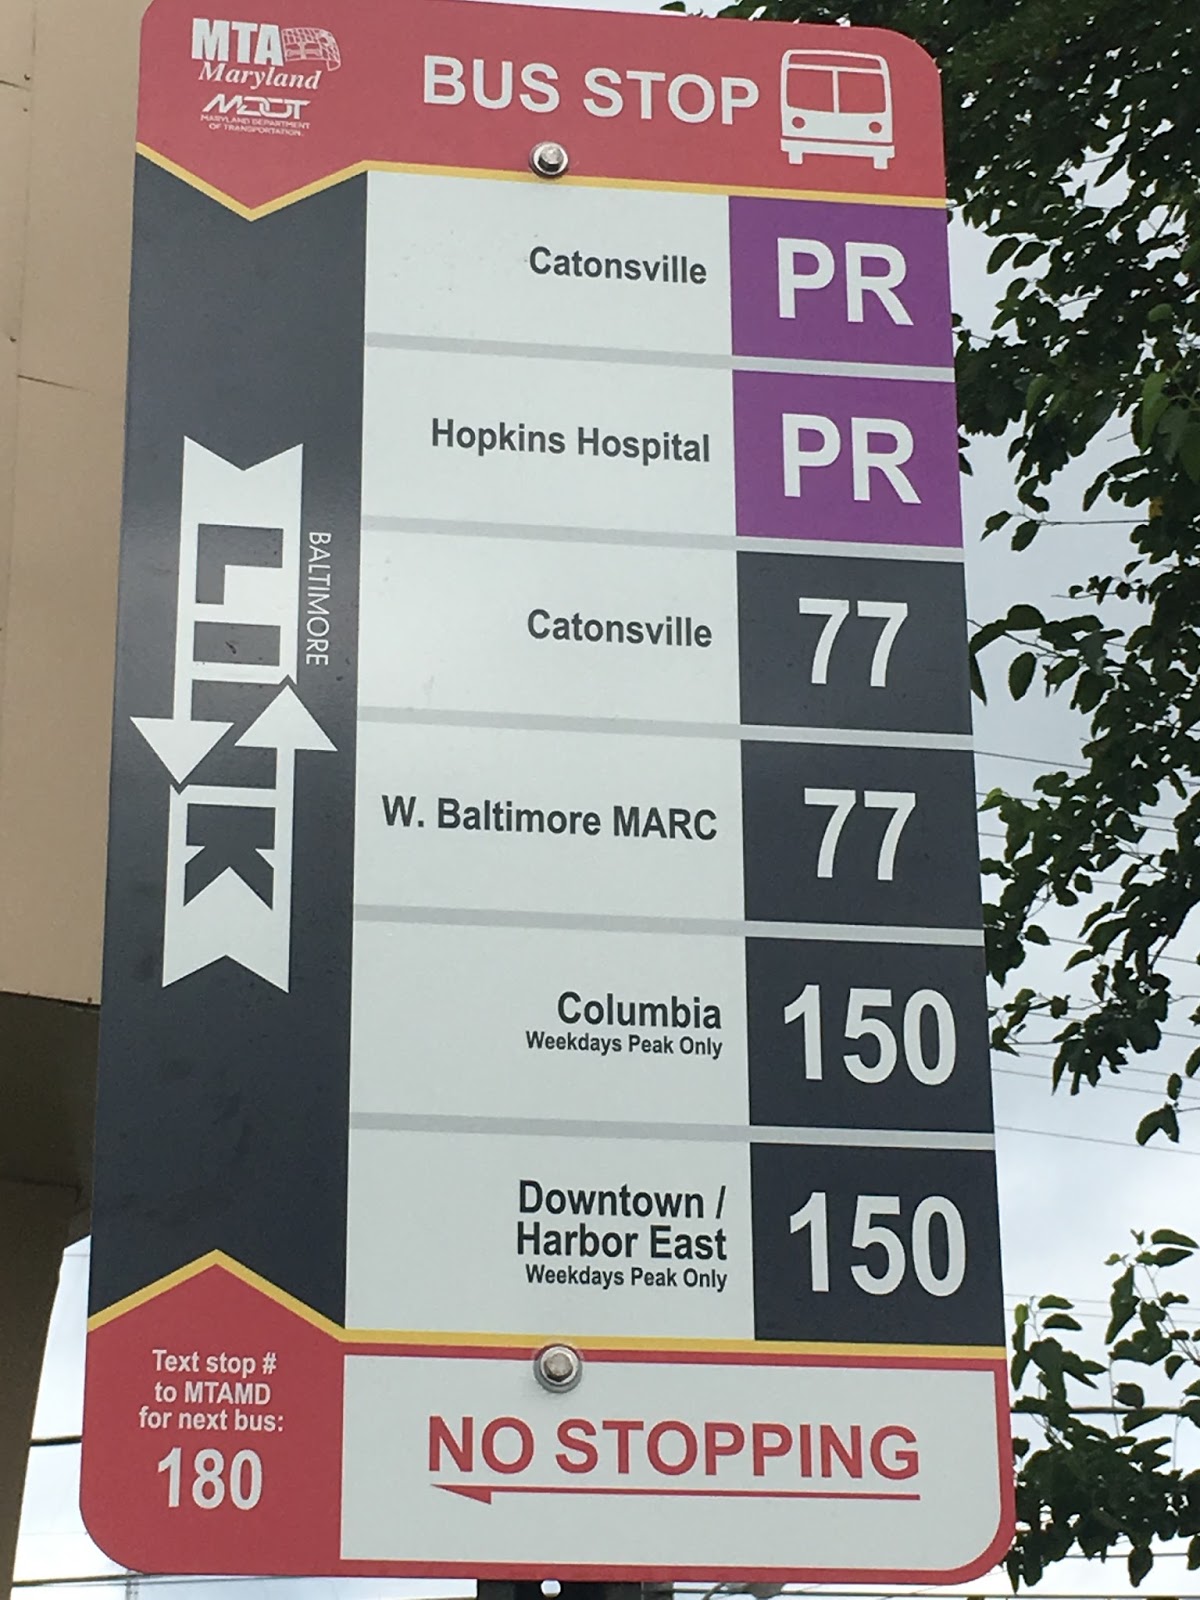 MTA
Maryland
MDOT
MARYLAND DEPARTMENT
OF TRANSPORTATION
BUS STOP
Catonsville PR
Hopkins Hospital PR
Catonsville 77
W. Baltimore MARC 77
Columbia 150
Weekdays Peak Only
Downtown /
Harbor East 150
Weekdays Peak Only
BALTIMORE
LINK
Text stop #
to MTAMD
for next bus:
180
NO STOPPING